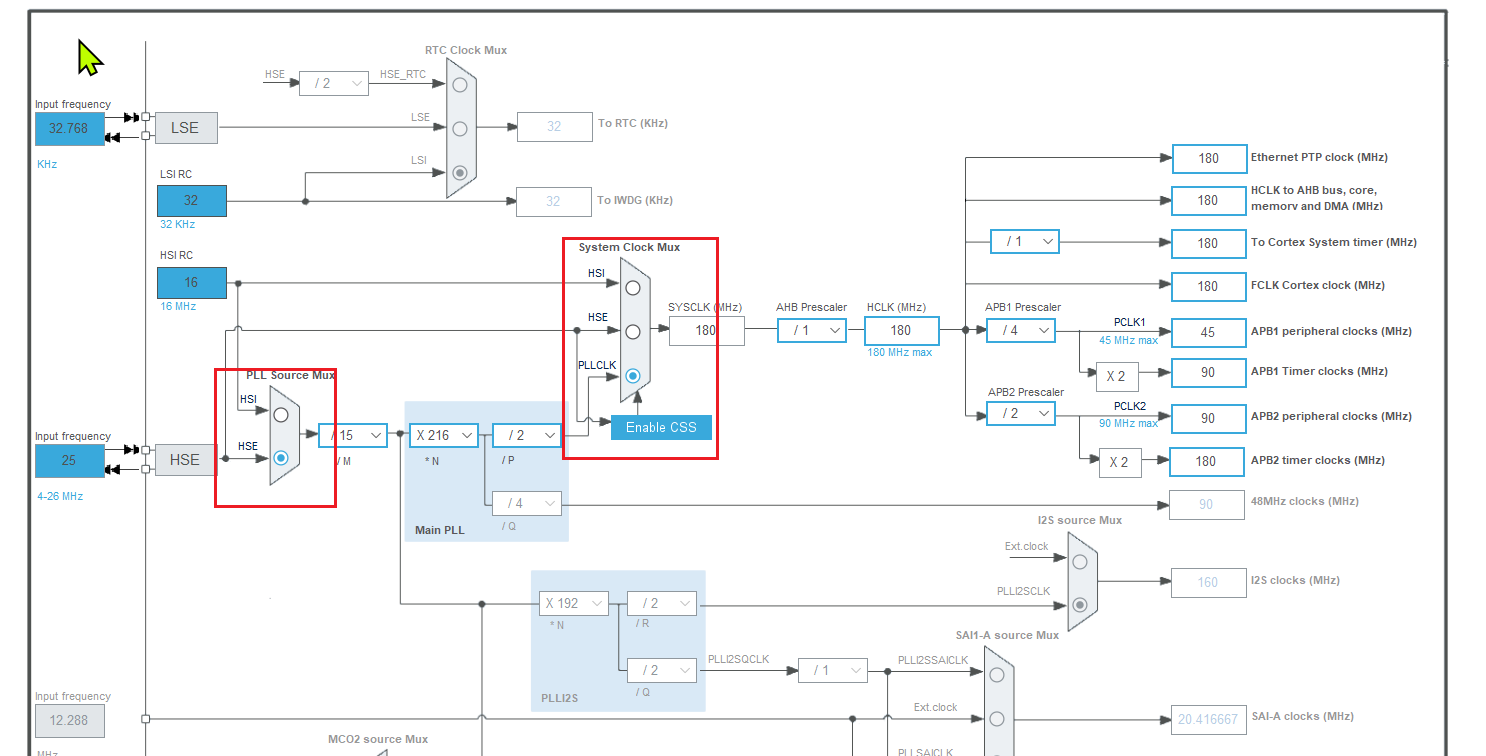 RTC Clock Mux
HSE
/ 2
HSE_RTC
Input frequency
32.768
KHz
LSE
LSE
32
To RTC (KHz)
LSI
LSI RC
32
32 KHz
32
To IWDG (KHz)
180
Ethernet PTP clock (MHz)
180
HCLK to AHB bus, core,
memory and DMA (MHz)
/ 1
180
To Cortex System timer (MHz)
180
FCLK Cortex clock (MHz)
HSI RC
16
16 MHz
System Clock Mux
HSI
HSE
PLLCLK
Enable CSS
SYSCLK (MHz)
180
AHB Prescaler
/ 1
HCLK (MHz)
180
180 MHz max
APB1 Prescaler
/ 4
PCLK1
45 MHz max
45
APB1 peripheral clocks (MHz)
X 2
90
APB1 Timer clocks (MHz)
APB2 Prescaler
/ 2
PCLK2
90 MHz max
90
APB2 peripheral clocks (MHz)
X 2
180
APB2 timer clocks (MHz)
PLL Source Mux
HSI
HSE
Input frequency
25
4-26 MHz
HSE
/ 15
/ M
X 216
* N
/ 2
/ P
/ 4
/ Q
Main PLL
90
48MHz clocks (MHz)
I2S source Mux
Ext.clock
PLLI2SCLK
160
I2S clocks (MHz)
X 192
* N
/ 2
/ R
/ 2
/ Q
PLLI2S
PLLI2SQCLK
/ 1
SAI1-A source Mux
PLLI2SSAICLK
Ext.clock
PLLSAICLK
20.416667
SAI-A clocks (MHz)
Input frequency
12.288
MHz
MCO2 source Mux